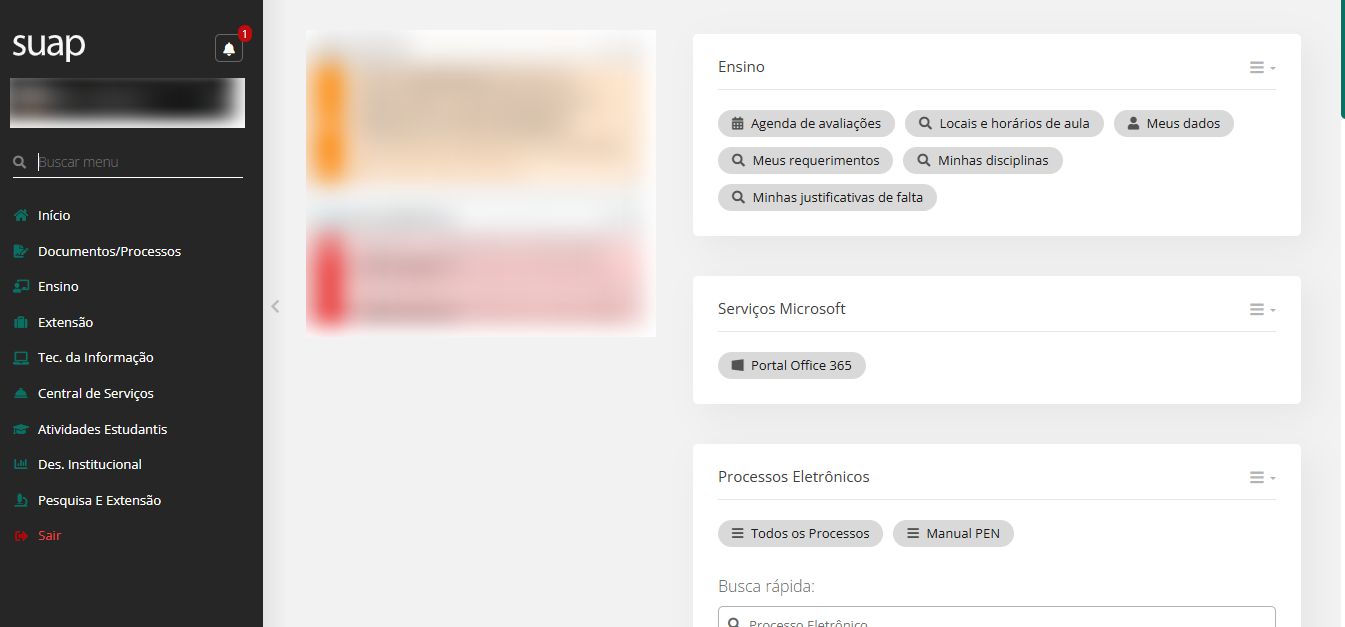 suap
1
Buscar menu
Início
Documentos/Processos
Ensino
Extensão
Tec. da Informação
Central de Serviços
Atividades Estudantis
Des. Institucional
Pesquisa E Extensão
Sair
Ensino
Agenda de avaliações
Locais e horários de aula
Meus dados
Meus requerimentos
Minhas disciplinas
Minhas justificativas de falta
Serviços Microsoft
Portal Office 365
Processos Eletrônicos
Todos os Processos
Manual PEN
Busca rápida:
Processo Eletrônico